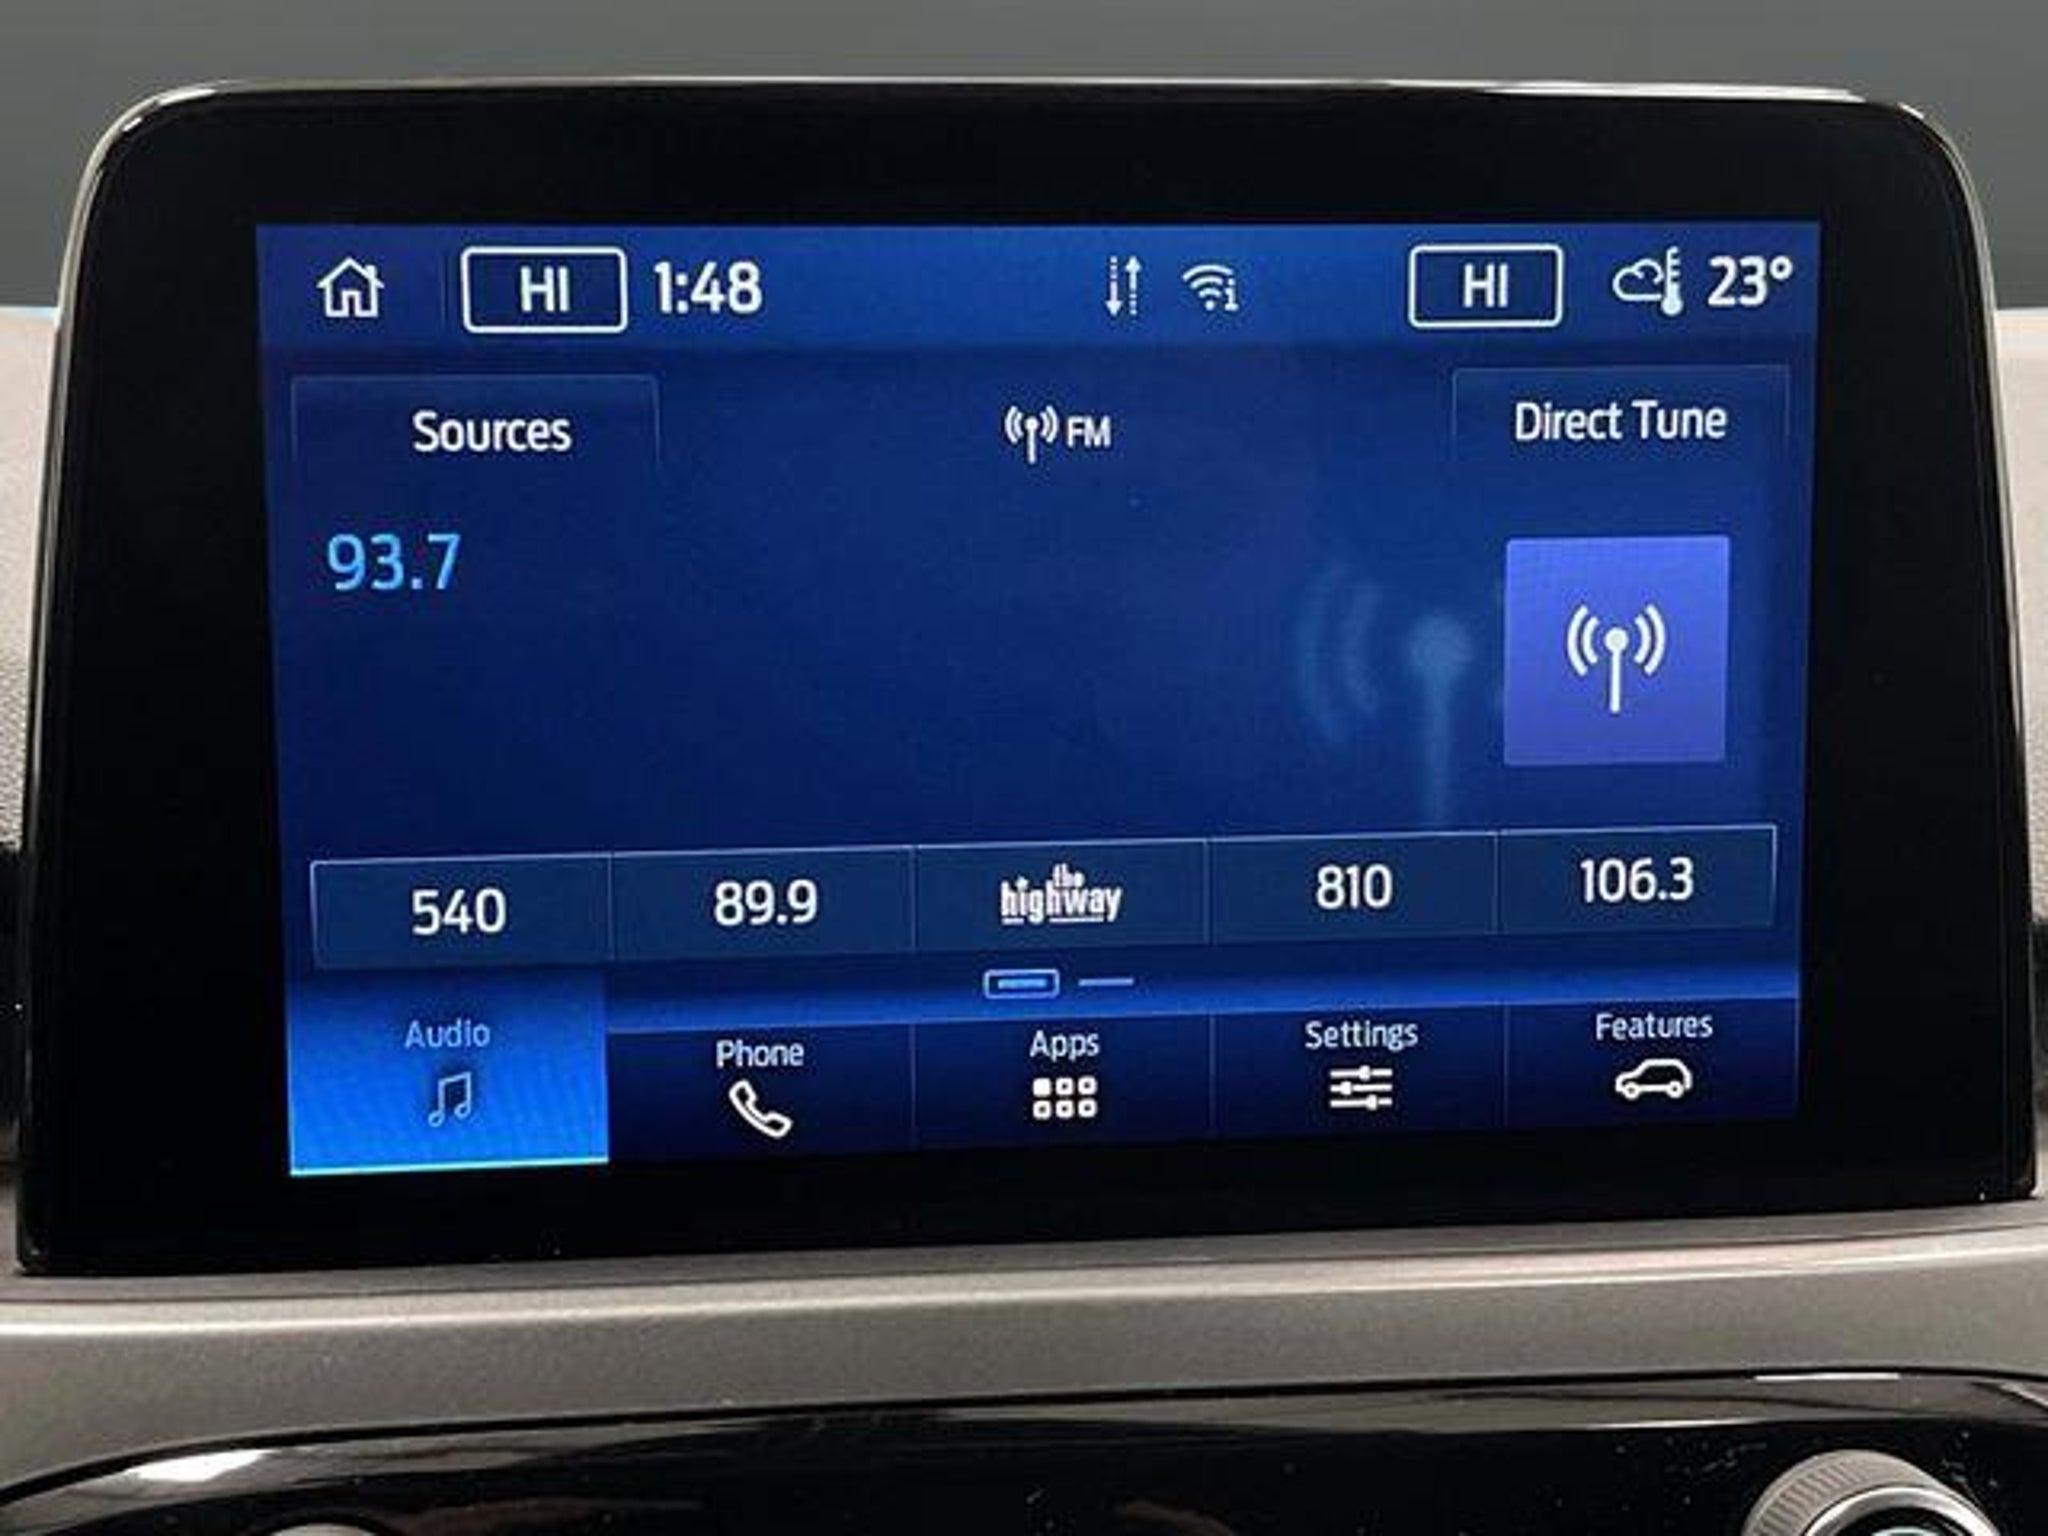 HI 1:48 HI 23°
Sources FM Direct Tune
93.7
540 89.9 the highway 810 106.3
Audio Phone Apps Settings Features